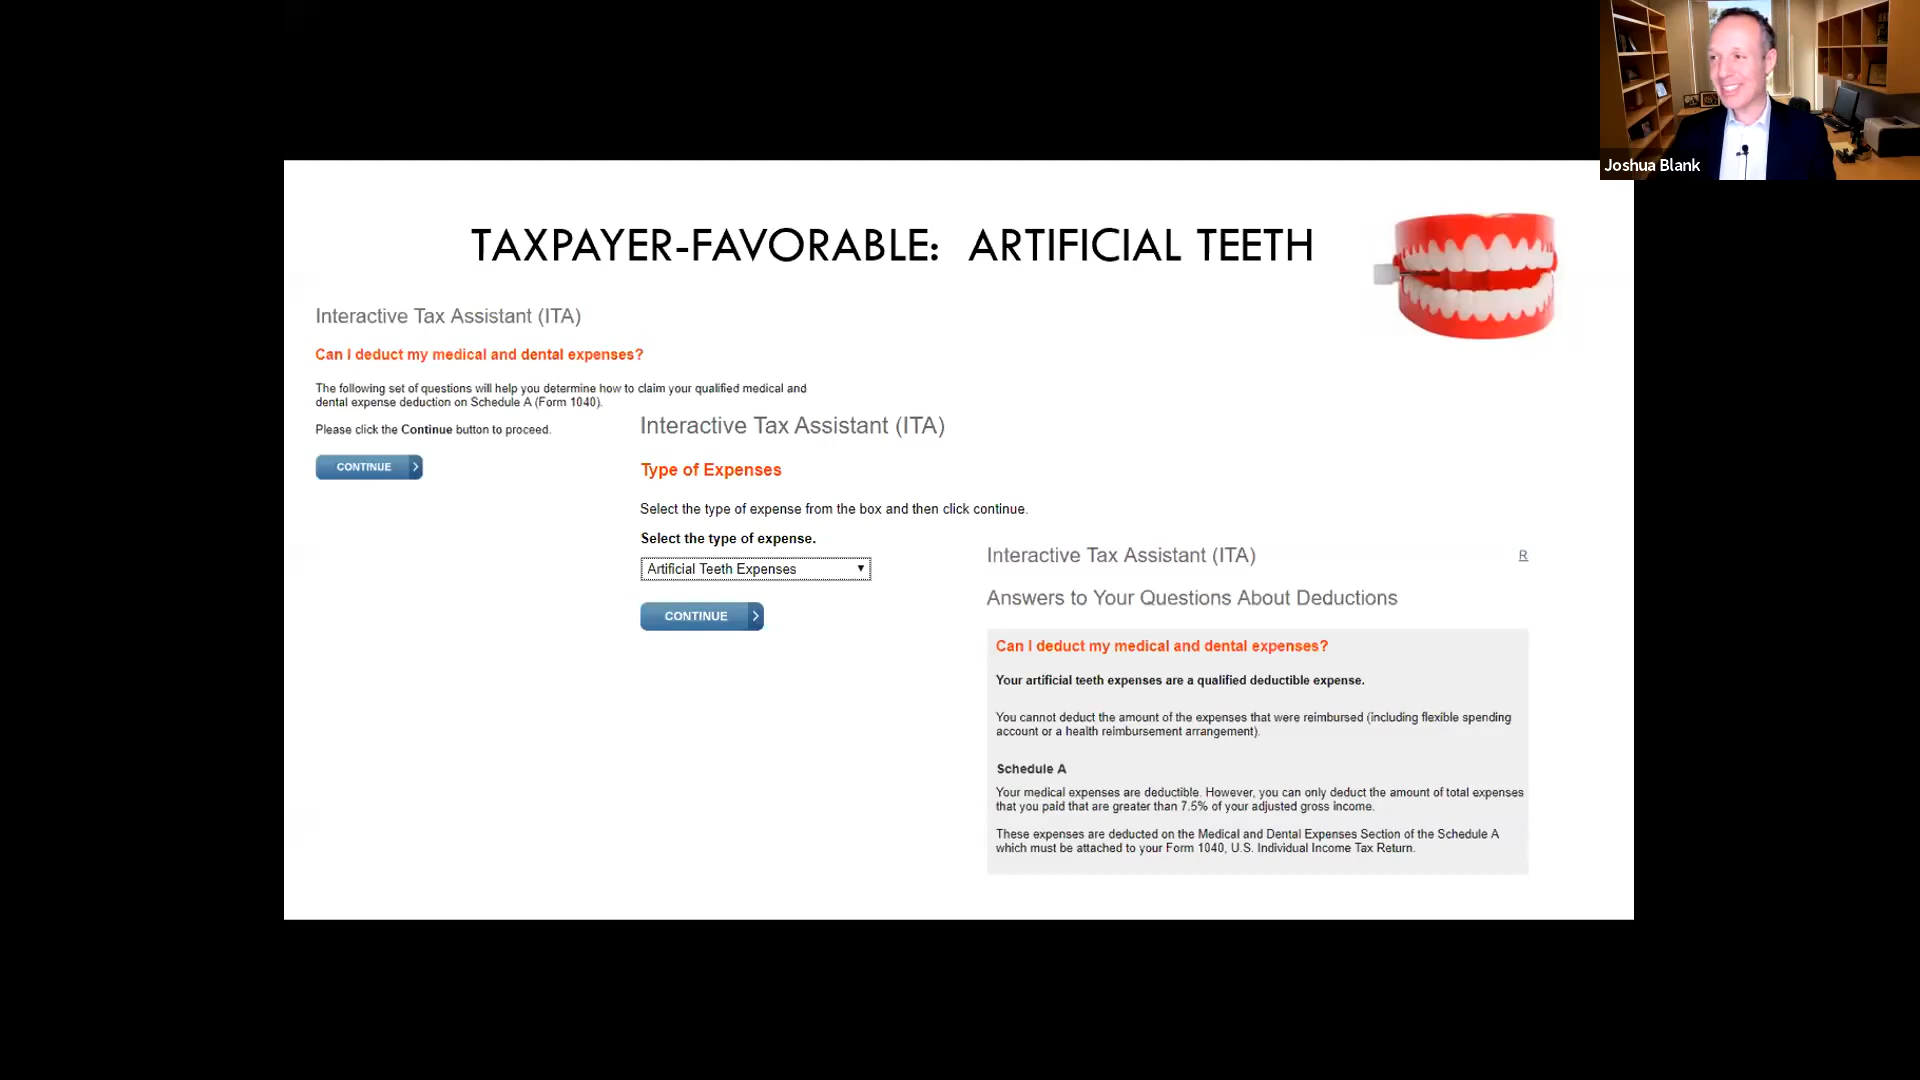 Joshua Blank
TAXPAYER-FAVORABLE: ARTIFICIAL TEETH
Interactive Tax Assistant (ITA)
Can I deduct my medical and dental expenses?
The following set of questions will help you determine how to claim your qualified medical and
dental expense deduction on Schedule A (Form 1040).
Please click the Continue button to proceed.
CONTINUE
Interactive Tax Assistant (ITA)
Type of Expenses
Select the type of expense from the box and then click continue.
Select the type of expense.
Artificial Teeth Expenses
CONTINUE
Interactive Tax Assistant (ITA)
R
Answers to Your Questions About Deductions
Can I deduct my medical and dental expenses?
Your artificial teeth expenses are a qualified deductible expense.
You cannot deduct the amount of the expenses that were reimbursed (including flexible spending
account or a health reimbursement arrangement).
Schedule A
Your medical expenses are deductible. However, you can only deduct the amount of total expenses
that you paid that are greater than 7.5% of your adjusted gross income.
These expenses are deducted on the Medical and Dental Expenses Section of the Schedule A
which must be attached to your Form 1040, U.S. Individual Income Tax Return.